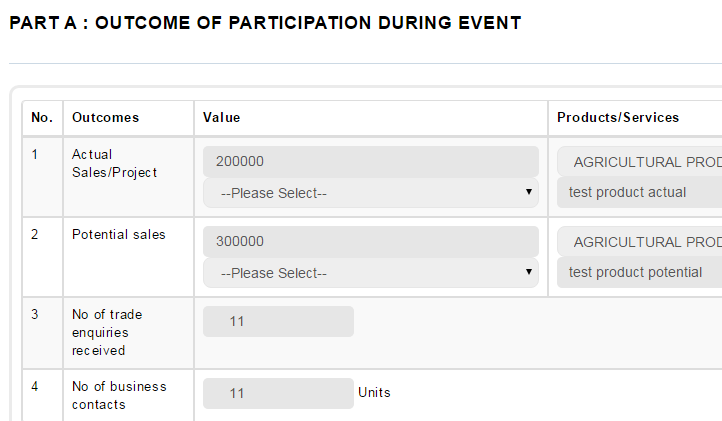 PART A : OUTCOME OF PARTICIPATION DURING EVENT
No. Outcomes Value Products/Services
1 Actual Sales/Project 200000 AGRICULTURAL
--Please Select-- test product actual
2 Potential sales 300000 AGRICULTURAL
--Please Select-- test product potential
3 No of trade enquiries received 11
4 No of business contacts 11 Units